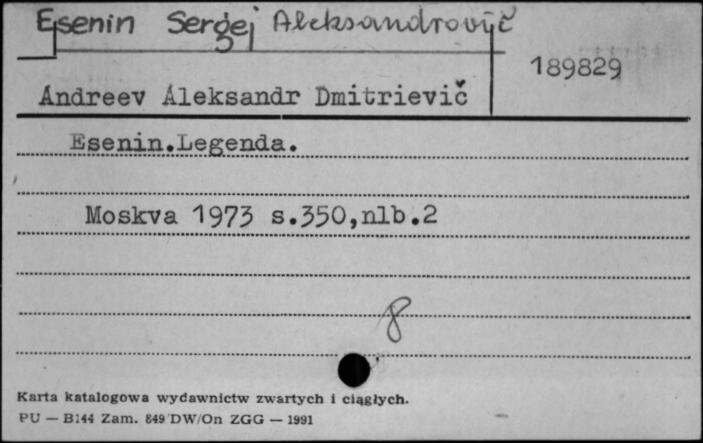 Esenin Sergej Aleksandrovič
189829
Andreev Aleksandr Dmitrievič
Esenin.Legenda.
Moskva 1973 s.350,nlb.2
8
Karta katalogowa wydawnictw zwartych i ciągłych.
PU — B144 Zam. 849 DW/On ZGG — 1991